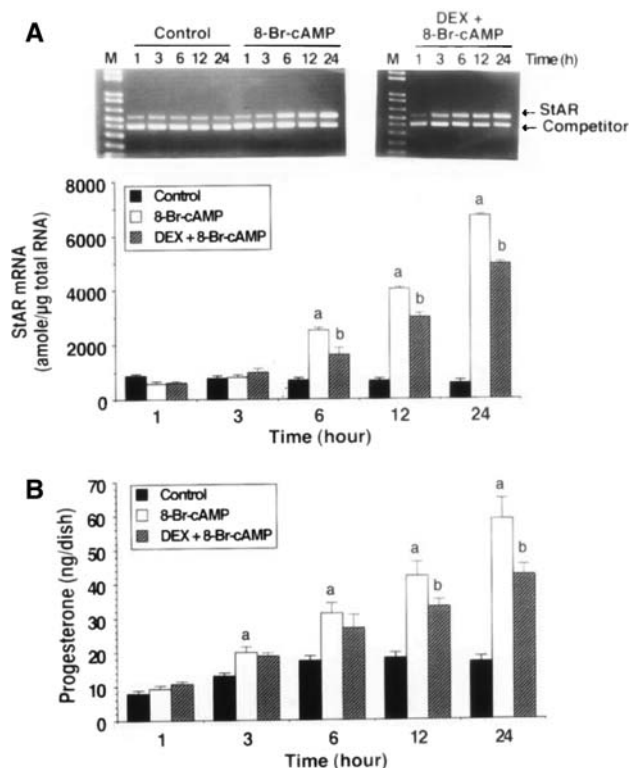 A
Control
8-Br-cAMP
DEX +
8-Br-cAMP
M 1 3 6 12 24 1 3 6 12 24
M 1 3 6 12 24 Time (h)
← StAR
← Competitor
StAR mRNA
(amole/µg total RNA)
8000
6000
4000
2000
0
Control
8-Br-cAMP
DEX + 8-Br-cAMP
a
b
a
b
a
b
1 3 6 12 24
Time (hour)
B
Progesterone (ng/dish)
70
60
50
40
30
20
10
0
Control
8-Br-cAMP
DEX + 8-Br-cAMP
a
a
a
b
a
b
1 3 6 12 24
Time (hour)